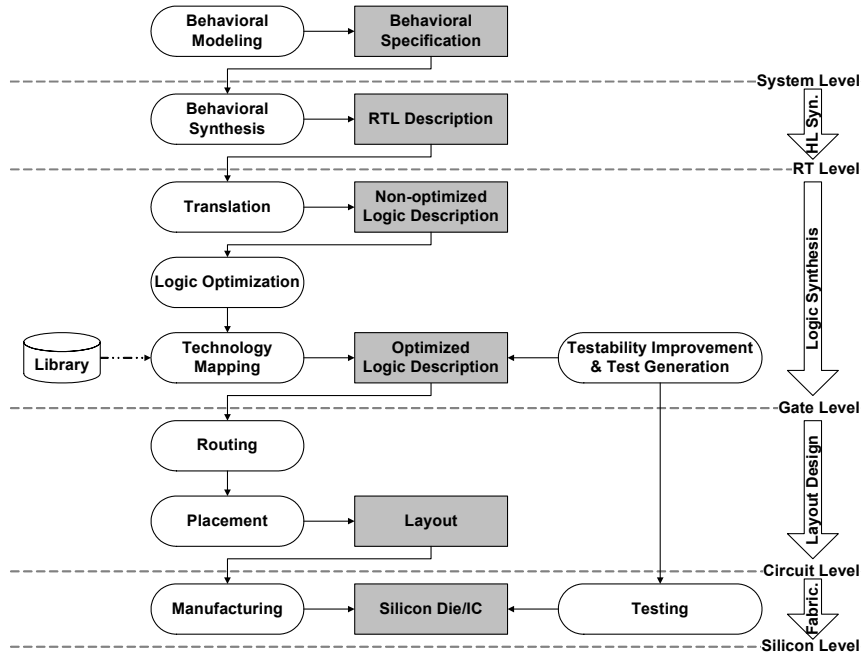 Behavioral
Modeling
Behavioral
Specification
System Level
Behavioral
Synthesis
RTL Description
HL Syn.
RT Level
Translation
Non-optimized
Logic Description
Logic Optimization
Logic Synthesis
Library
Technology
Mapping
Optimized
Logic Description
Testability Improvement
& Test Generation
Gate Level
Routing
Layout Design
Placement
Layout
Circuit Level
Manufacturing
Silicon Die/IC
Testing
Fabric.
Silicon Level